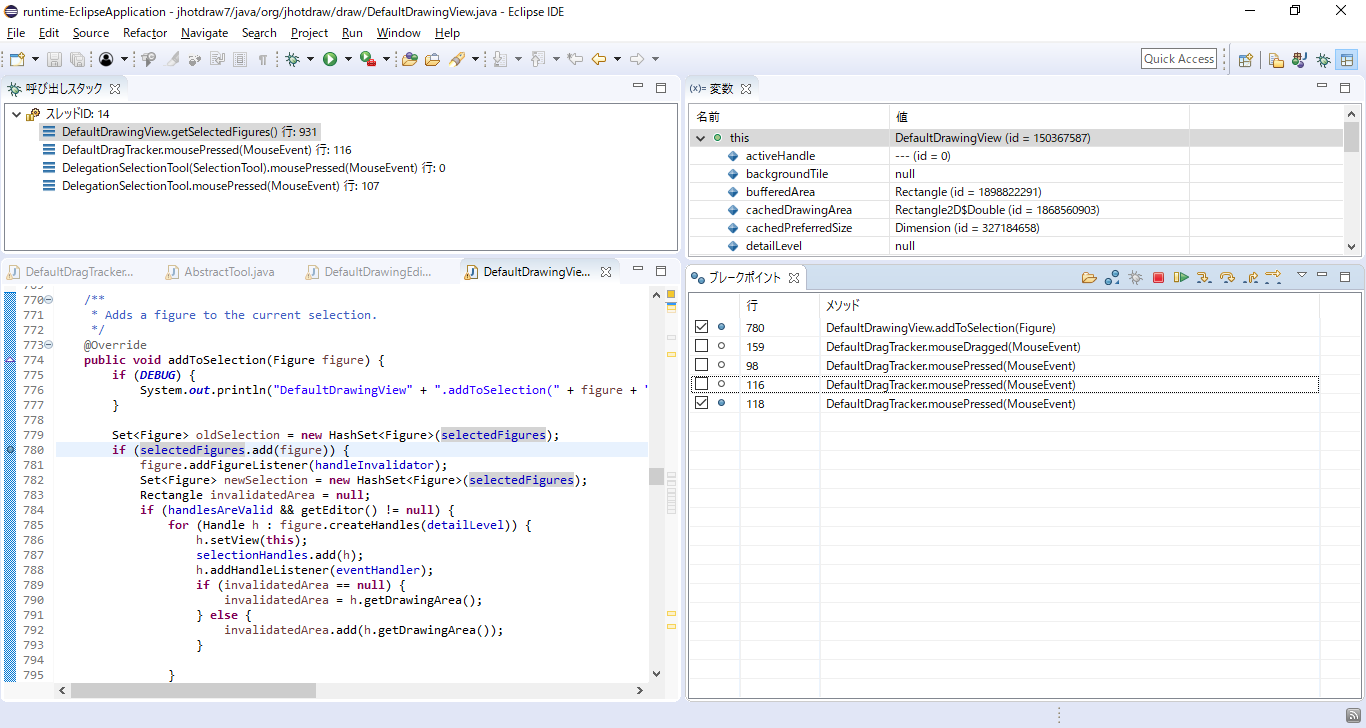 runtime-EclipseApplication - jhotdraw7/java/org/jhotdraw/draw/DefaultDrawingView.java - Eclipse IDE
File Edit Source Refactor Navigate Search Project Run Window Help
Quick Access
呼び出しスタック
スレッドID: 14
DefaultDrawingView.getSelectedFigures() 行: 931
DefaultDragTracker.mousePressed(MouseEvent) 行: 116
DelegationSelectionTool(SelectionTool).mousePressed(MouseEvent) 行: 0
DelegationSelectionTool.mousePressed(MouseEvent) 行: 107
(x)= 変数
名前 値
this DefaultDrawingView (id = 150367587)
activeHandle --- (id = 0)
backgroundTile null
bufferedArea Rectangle (id = 1898822291)
cachedDrawingArea Rectangle2D$Double (id = 1868560903)
cachedPreferredSize Dimension (id = 327184658)
detailLevel null
DefaultDragTracker... AbstractTool.java DefaultDrawingEdi... DefaultDrawingVie...
769
770 /**
771 * Adds a figure to the current selection.
772 */
773 @Override
774 public void addToSelection(Figure figure) {
775 if (DEBUG) {
776 System.out.println("DefaultDrawingView" + ".addToSelection(" + figure + "
777 }
778
779 Set<Figure> oldSelection = new HashSet<Figure>(selectedFigures);
780 if (selectedFigures.add(figure)) {
781 figure.addFigureListener(handleInvalidator);
782 Set<Figure> newSelection = new HashSet<Figure>(selectedFigures);
783 Rectangle invalidatedArea = null;
784 if (handlesAreValid && getEditor() != null) {
785 for (Handle h : figure.createHandles(detailLevel)) {
786 h.setView(this);
787 selectionHandles.add(h);
788 h.addHandleListener(eventHandler);
789 if (invalidatedArea == null) {
790 invalidatedArea = h.getDrawingArea();
791 } else {
792 invalidatedArea.add(h.getDrawingArea());
793 }
794
795 }
ブレークポイント
行 メソッド
780 DefaultDrawingView.addToSelection(Figure)
159 DefaultDragTracker.mouseDragged(MouseEvent)
98 DefaultDragTracker.mousePressed(MouseEvent)
116 DefaultDragTracker.mousePressed(MouseEvent)
118 DefaultDragTracker.mousePressed(MouseEvent)